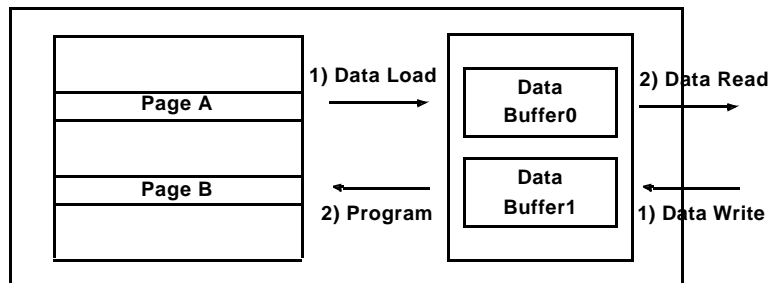 1) Data Load
Data
Buffer0
2) Data Read
Page A
Page B
2) Program
Data
Buffer1
1) Data Write